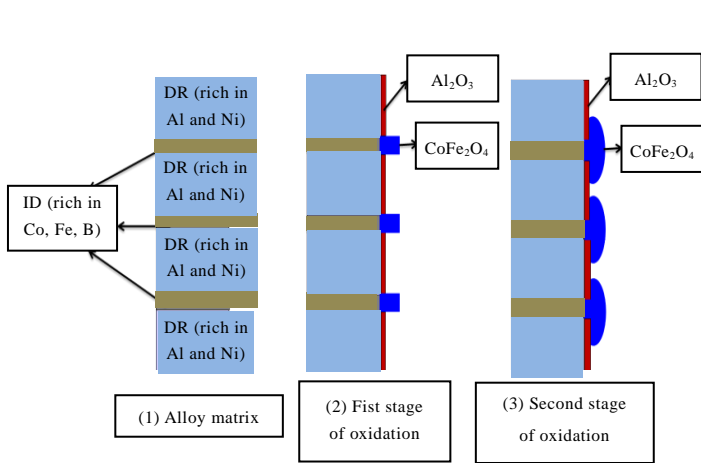 DR (rich in
Al and Ni)
DR (rich in
Al and Ni)
DR (rich in
Al and Ni)
DR (rich in
Al and Ni)
ID (rich in
Co, Fe, B)
(1) Alloy matrix
Al₂O₃
CoFe₂O₄
(2) Fist stage
of oxidation
Al₂O₃
CoFe₂O₄
(3) Second stage
of oxidation